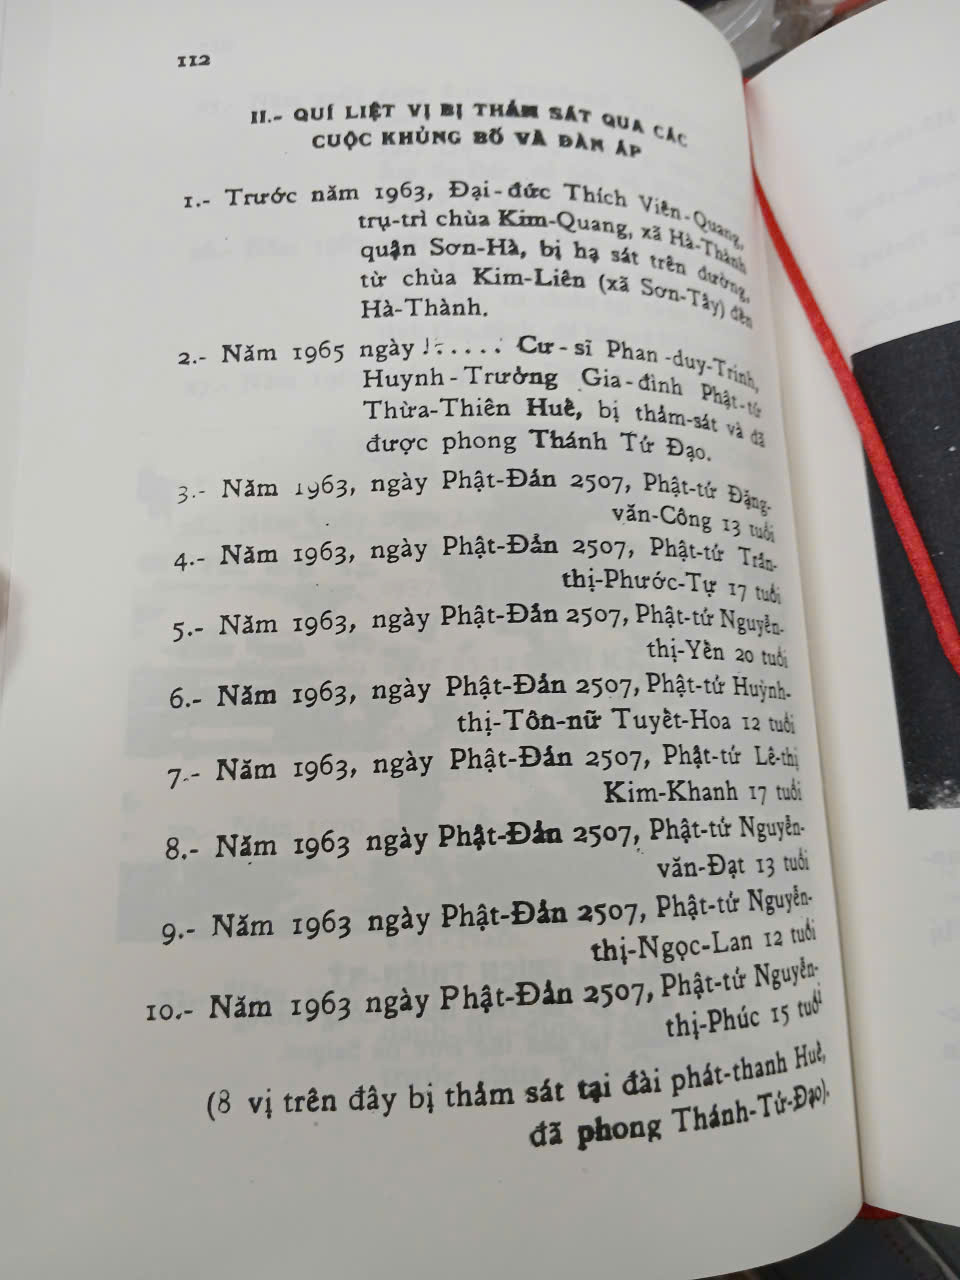 112
II.- QUÍ LIỆT VỊ BỊ THẢM SÁT QUA CÁC
CUỘC KHỦNG BỐ VÀ ĐÀN ÁP
1.- Trước năm 1963, Đại-đức Thích Viên-Quang,
trụ-trì chùa Kim-Quang, xã Hà-Thành
quận Sơn-Hà, bị hạ sát trên đường,
từ chùa Kim-Liên (xã Sơn-Tây) đến
Hà-Thành.
2.- Năm 1965 ngày !..... Cư-sĩ Phan-duy-Trinh,
Huynh-Trưởng Gia-đình Phật-tử
Thừa-Thiên Huế, bị thảm-sát và đã
được phong Thánh Tử Đạo.
3.- Năm 1963, ngày Phật-Đản 2507, Phật-tử Đặng-
văn-Công 13 tuổi
4.- Năm 1963, ngày Phật-Đản 2507, Phật-tử Trần-
thị-Phước-Tự 17 tuổi
5.- Năm 1963, ngày Phật-Đản 2507, Phật-tử Nguyễn-
thị-Yến 20 tuổi
6.- Năm 1963, ngày Phật-Đản 2507, Phật-tử Huỳnh-
thị-Tôn-nữ Tuyết-Hoa 12 tuổi
7.- Năm 1963, ngày Phật-Đản 2507, Phật-tử Lê-thị
Kim-Khanh 17 tuổi
8.- Năm 1963 ngày Phật-Đản 2507, Phật-tử Nguyễn-
văn-Đạt 13 tuổi
9.- Năm 1963 ngày Phật-Đản 2507, Phật-tử Nguyễn-
thị-Ngọc-Lan 12 tuổi
10.- Năm 1963 ngày Phật-Đản 2507, Phật-tử Nguyễn-
thị-Phúc 15 tuổi
(8 vị trên đây bị thảm sát tại đài phát-thanh Huế,
đã phong Thánh-Tử-Đạo).